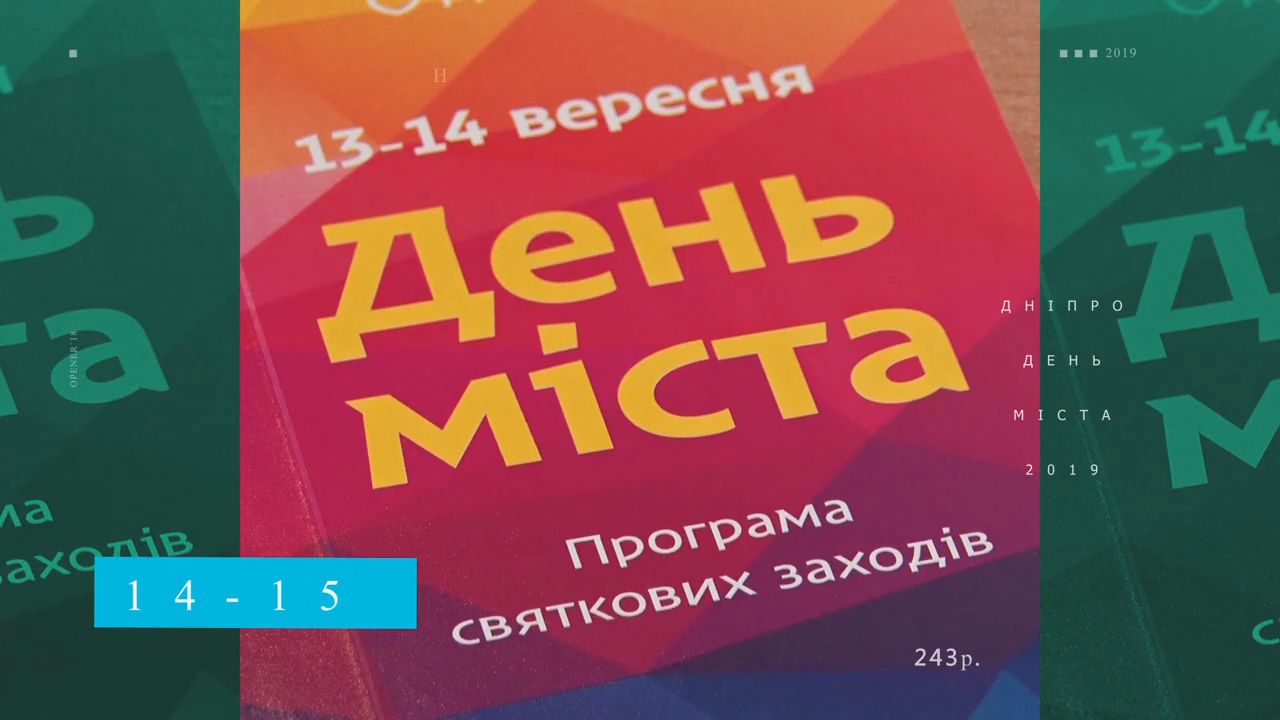 2019
Н
13-14 вересня
День
міста
Програма
святкових заходів
ДНІПРО
ДЕНЬ
МІСТА
2019
OPENER'18
14-15
243р.